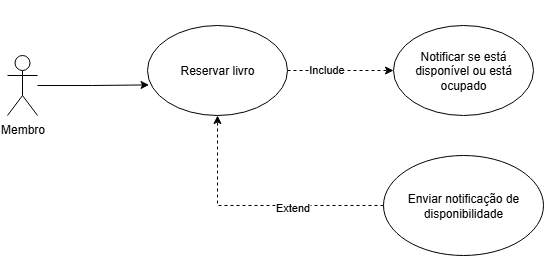 Reservar livro
Include
Notificar se está
disponível ou está
ocupado
Membro
Extend
Enviar notificação de
disponibilidade